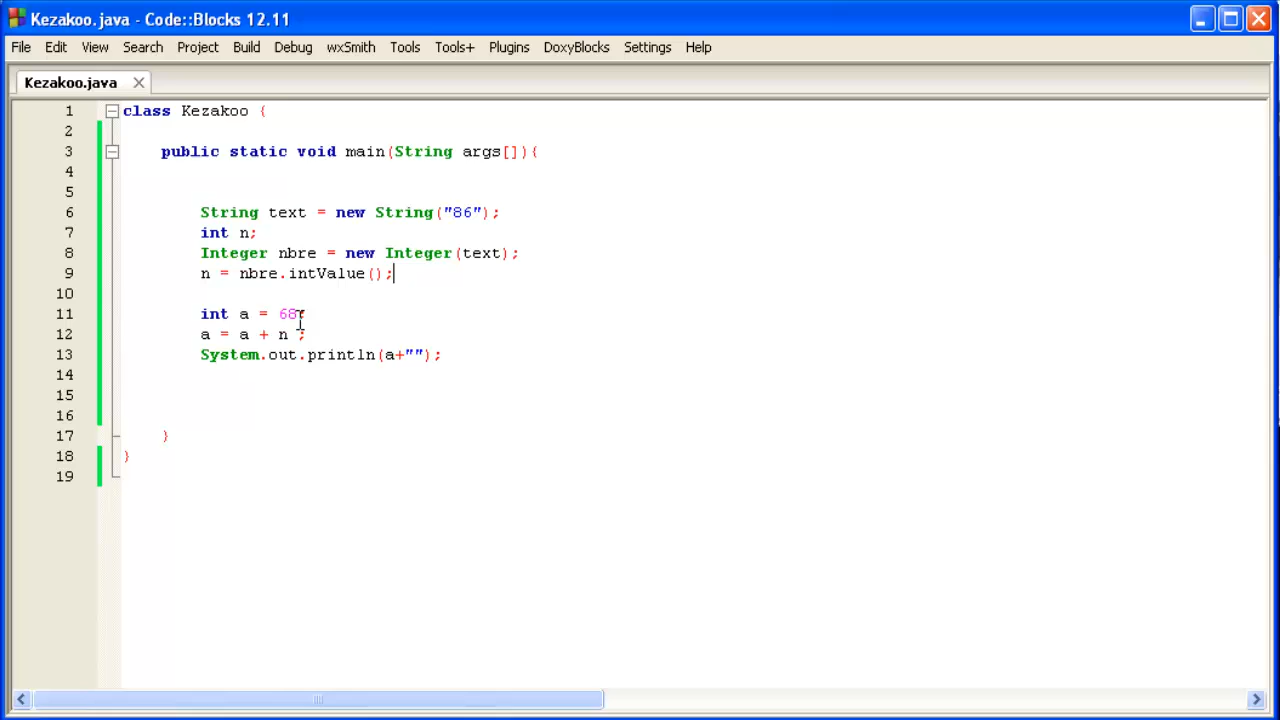 Kezakoo.java - Code::Blocks 12.11
File Edit View Search Project Build Debug wxSmith Tools Tools+ Plugins DoxyBlocks Settings Help
Kezakoo.java
1 class Kezakoo {
2
3 public static void main(String args[]){
4
5
6 String text = new String("86");
7 int n;
8 Integer nbre = new Integer(text);
9 n = nbre.intValue();
10
11 int a = 68;
12 a = a + n ;
13 System.out.println(a+"");
14
15
16
17 }
18 }
19